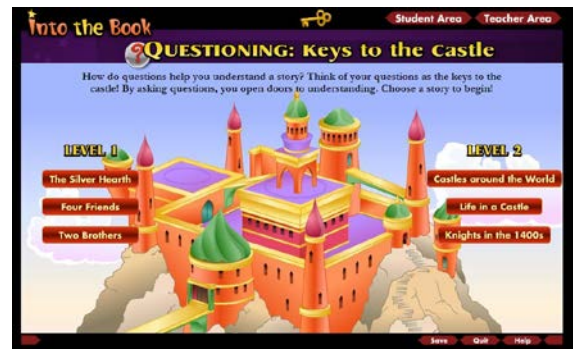 Into the Book
Student Area Teacher Area
QUESTIONING: Keys to the Castle
How do questions help you understand a story? Think of your questions as the keys to the
castle! By asking questions, you open doors to understanding. Choose a story to begin!
LEVEL 1
The Silver Hearth
Four Friends
Two Brothers
LEVEL 2
Castles around the World
Life in a Castle
Knights in the 1400s
Save Quit Help